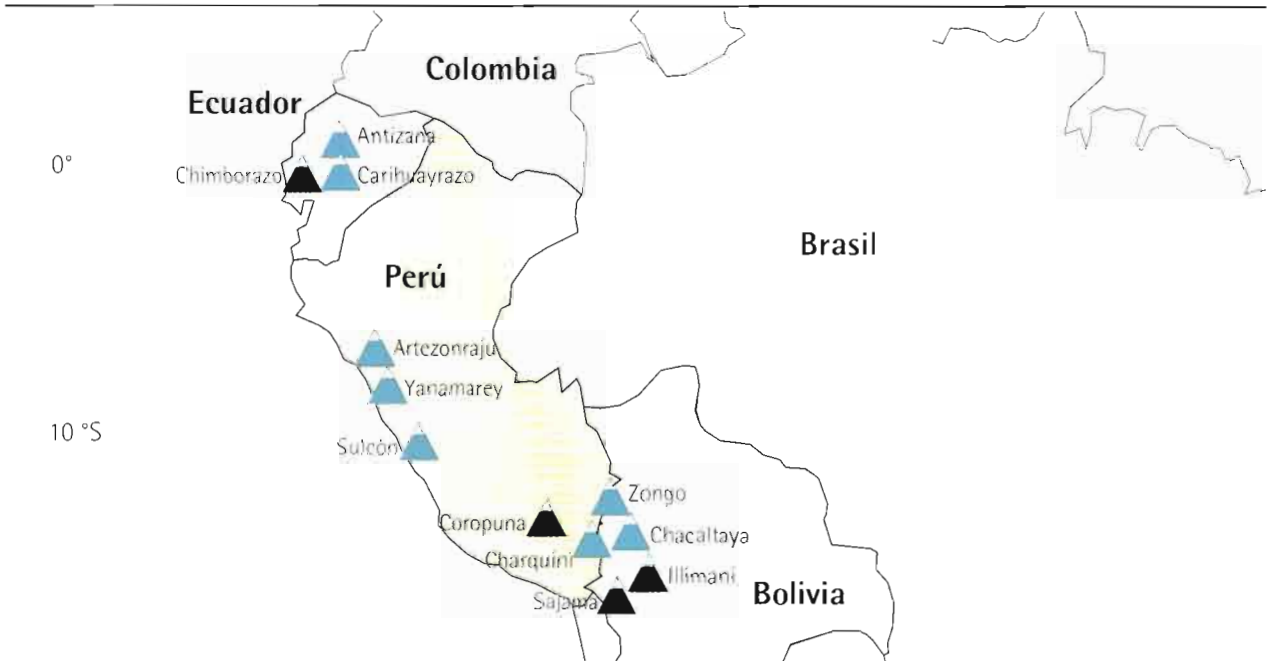 Colombia
Ecuador
Antizana
0°
Chimborazo
Carihuayrazo
Brasil
Perú
Artezonraju
Yanamarey
10 °S
Sulcón
Zongo
Coropuna
Chacaltaya
Charquini
Illimani
Bolivia
Sajama